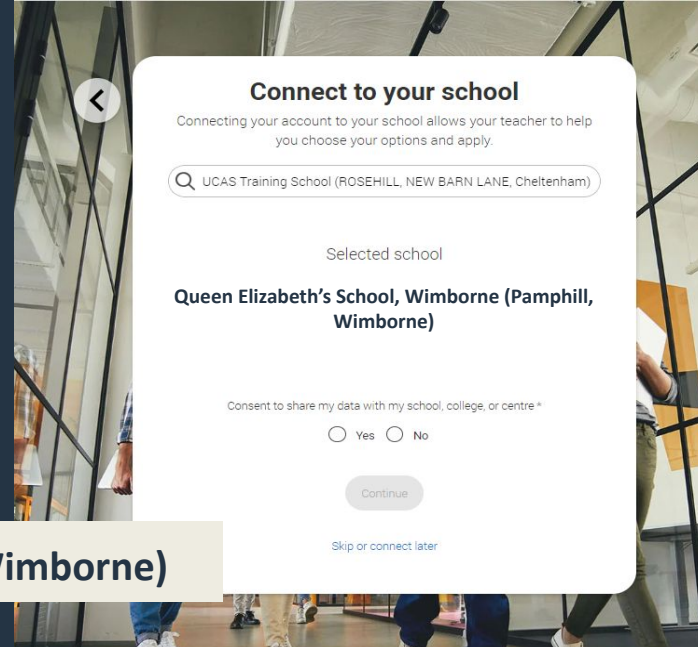 Connect to your school
Connecting your account to your school allows your teacher to help
you choose your options and apply.
UCAS Training School (ROSEHILL, NEW BARN LANE, Cheltenham)
Selected school
Queen Elizabeth’s School, Wimborne (Pamphill,
Wimborne)
Consent to share my data with my school, college, or centre *
Yes No
Continue
Skip or connect later
Wimborne)